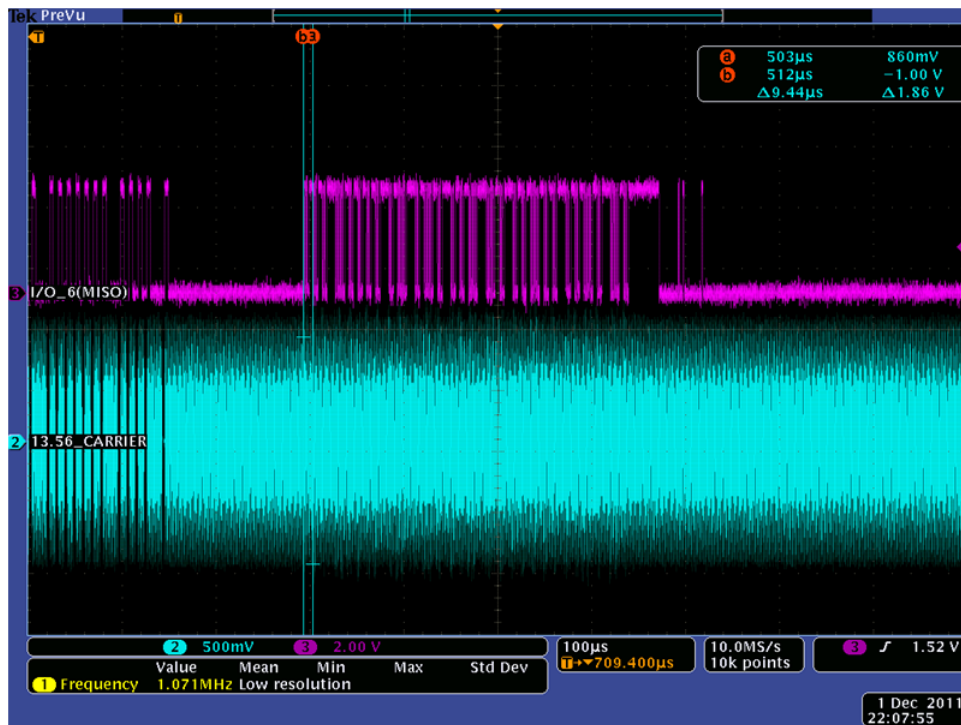 Tek PreVu
T
T
b 3
a 503µs 860mV
b 512µs −1.00 V
Δ9.44µs Δ1.86 V
3 I/O_6(MISO)
2 13.56_CARRIER
2 500mV 3 2.00 V
100µs
T→▼709.400µs
10.0MS/s
10k points
3 1.52 V
Value Mean Min Max Std Dev
1 Frequency 1.071MHz Low resolution
1 Dec 2011
22:07:55